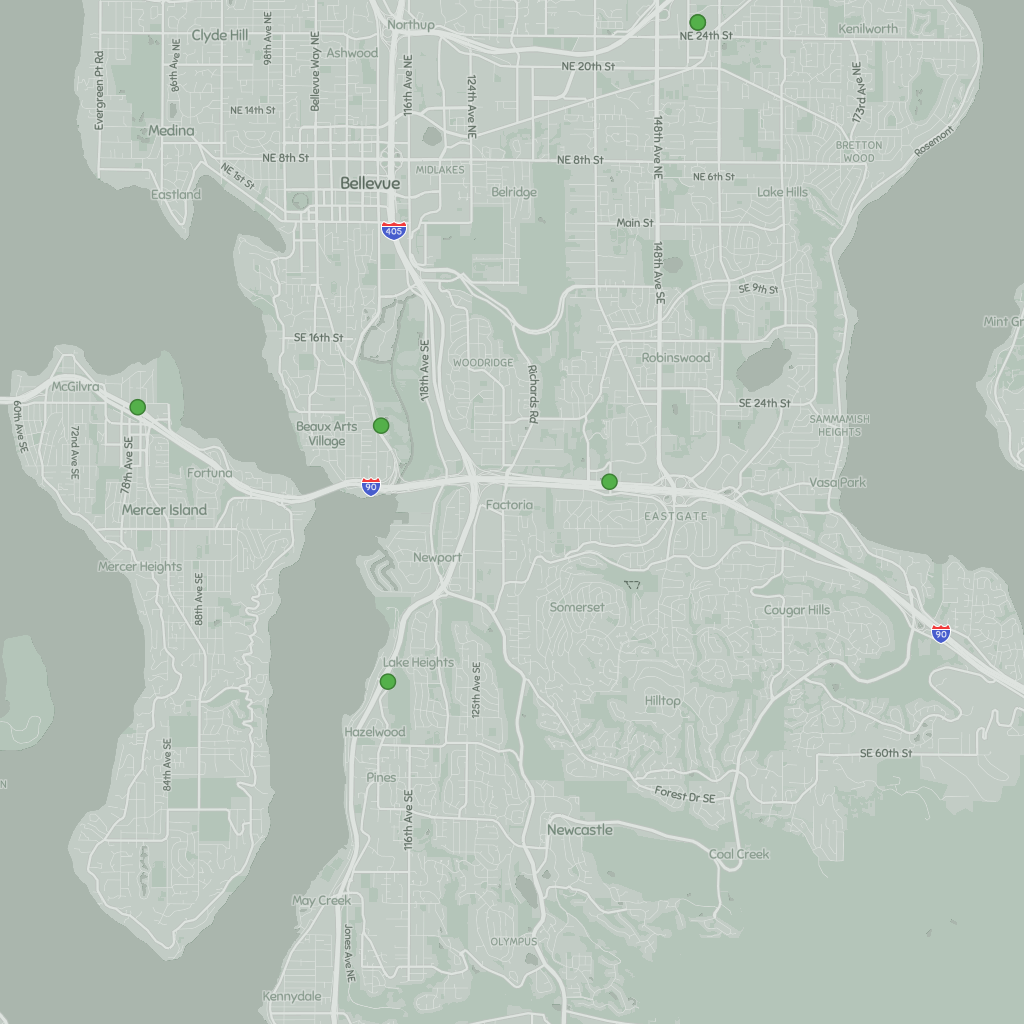 Northup
Clyde Hill
98th Ave NE
Kenilworth
NE 24th St
86th Ave NE
Bellevue Way NE
Ashwood
NE 20th St
Evergreen Pt Rd
116th Ave NE
124th Ave NE
173rd Ave NE
NE 14th St
Medina
148th Ave NE
Rosemont
BRETTON
WOOD
NE 8th St
NE 8th St
NE 1st St
MIDLAKES
NE 6th St
Bellevue
Eastland
Belridge
Lake Hills
Main St
405
148th Ave SE
SE 9th St
Mint Gr
SE 16th St
118th Ave SE
WOODRIDGE
Robinswood
McGilvra
Richards Rd
SE 24th St
60th Ave SE
72nd Ave SE
78th Ave SE
Beaux Arts
Village
SAMMAMISH
HEIGHTS
Fortuna
90
Vasa Park
Mercer Island
Factoria
EASTGATE
Newport
Mercer Heights
88th Ave SE
Somerset
Cougar Hills
90
Lake Heights
125th Ave SE
Hilltop
Hazelwood
SE 60th St
84th Ave SE
N
Pines
Forest Dr SE
116th Ave SE
Newcastle
Coal Creek
May Creek
OLYMPUS
Jones Ave NE
Kennydale